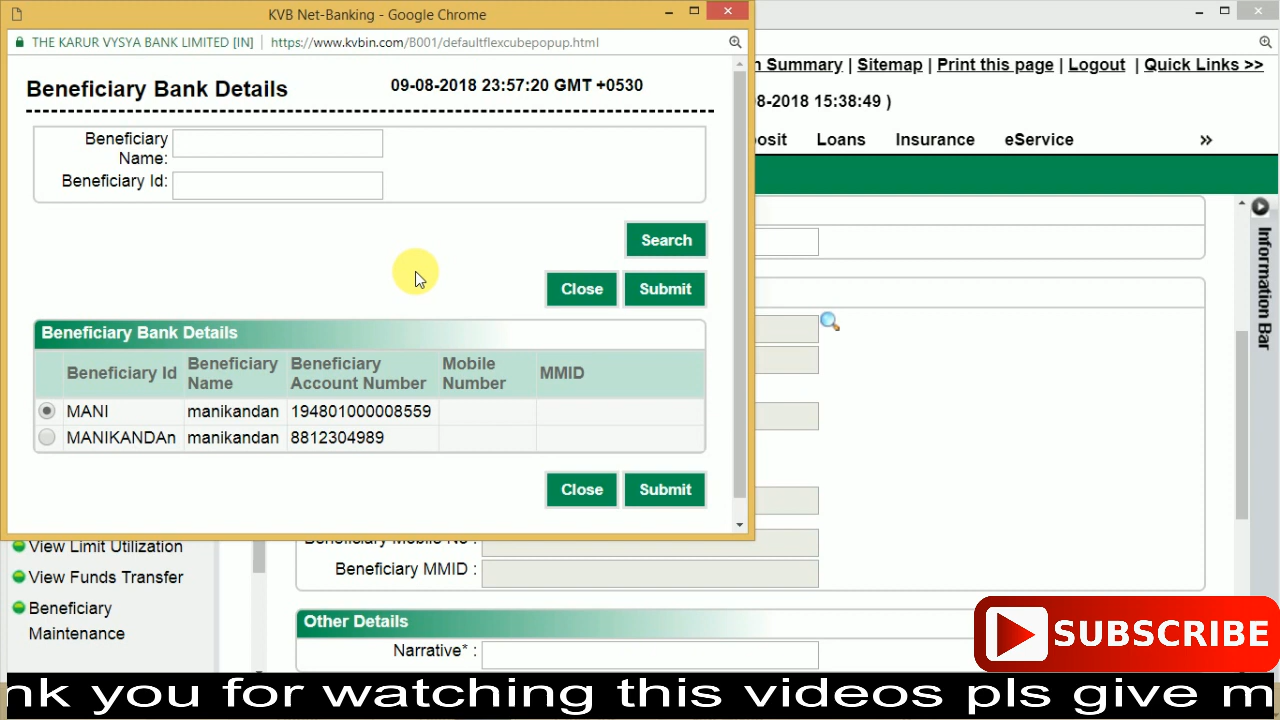 KVB Net-Banking - Google Chrome
THE KARUR VYSYA BANK LIMITED [IN] https://www.kvbin.com/B001/defaultflexcubepopup.html
n Summary | Sitemap | Print this page | Logout | Quick Links >>
8-2018 15:38:49 )
osit Loans Insurance eService »
Beneficiary Bank Details 09-08-2018 23:57:20 GMT +0530
Beneficiary
Name:
Beneficiary Id:
Search
Close Submit
Beneficiary Bank Details
Beneficiary Id Beneficiary Name Beneficiary Account Number Mobile Number MMID
MANI manikandan 194801000008559
MANIKANDAn manikandan 8812304989
Close Submit
Information Bar
View Limit Utilization
View Funds Transfer
Beneficiary
Maintenance
Beneficiary Mobile No :
Beneficiary MMID :
Other Details
Narrative* :
SUBSCRIBE
nk you for watching this videos pls give m